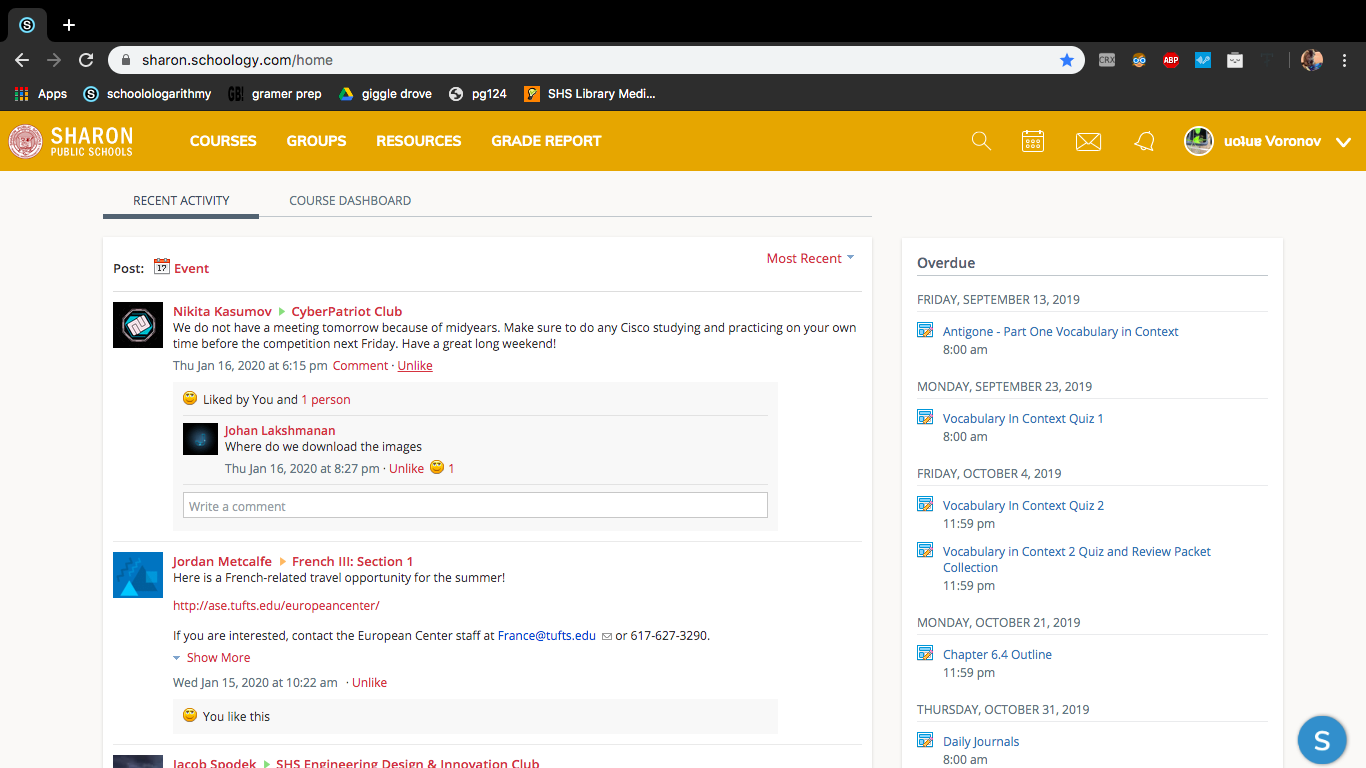 sharon.schoology.com/home
CRX
ABP
Apps
schoolologarithmy
GB!
gramer prep
giggle drove
pg124
SHS Library Medi...
SHARON
PUBLIC SCHOOLS
COURSES
GROUPS
RESOURCES
GRADE REPORT
uoʇuɐ Voronov
RECENT ACTIVITY
COURSE DASHBOARD
Post:
17
Event
Most Recent
Nikita Kasumov
CyberPatriot Club
We do not have a meeting tomorrow because of midyears. Make sure to do any Cisco studying and practicing on your own
time before the competition next Friday. Have a great long weekend!
Thu Jan 16, 2020 at 6:15 pm Comment · Unlike
Liked by You and 1 person
Johan Lakshmanan
Where do we download the images
Thu Jan 16, 2020 at 8:27 pm · Unlike 1
Write a comment
Jordan Metcalfe
French III: Section 1
Here is a French-related travel opportunity for the summer!
http://ase.tufts.edu/europeancenter/
If you are interested, contact the European Center staff at France@tufts.edu or 617-627-3290.
Show More
Wed Jan 15, 2020 at 10:22 am · Unlike
You like this
Jacob Spodek
SHS Engineering Design & Innovation Club
Overdue
FRIDAY, SEPTEMBER 13, 2019
Antigone - Part One Vocabulary in Context
8:00 am
MONDAY, SEPTEMBER 23, 2019
Vocabulary In Context Quiz 1
8:00 am
FRIDAY, OCTOBER 4, 2019
Vocabulary In Context Quiz 2
11:59 pm
Vocabulary in Context 2 Quiz and Review Packet
Collection
11:59 pm
MONDAY, OCTOBER 21, 2019
Chapter 6.4 Outline
11:59 pm
THURSDAY, OCTOBER 31, 2019
Daily Journals
8:00 am
S